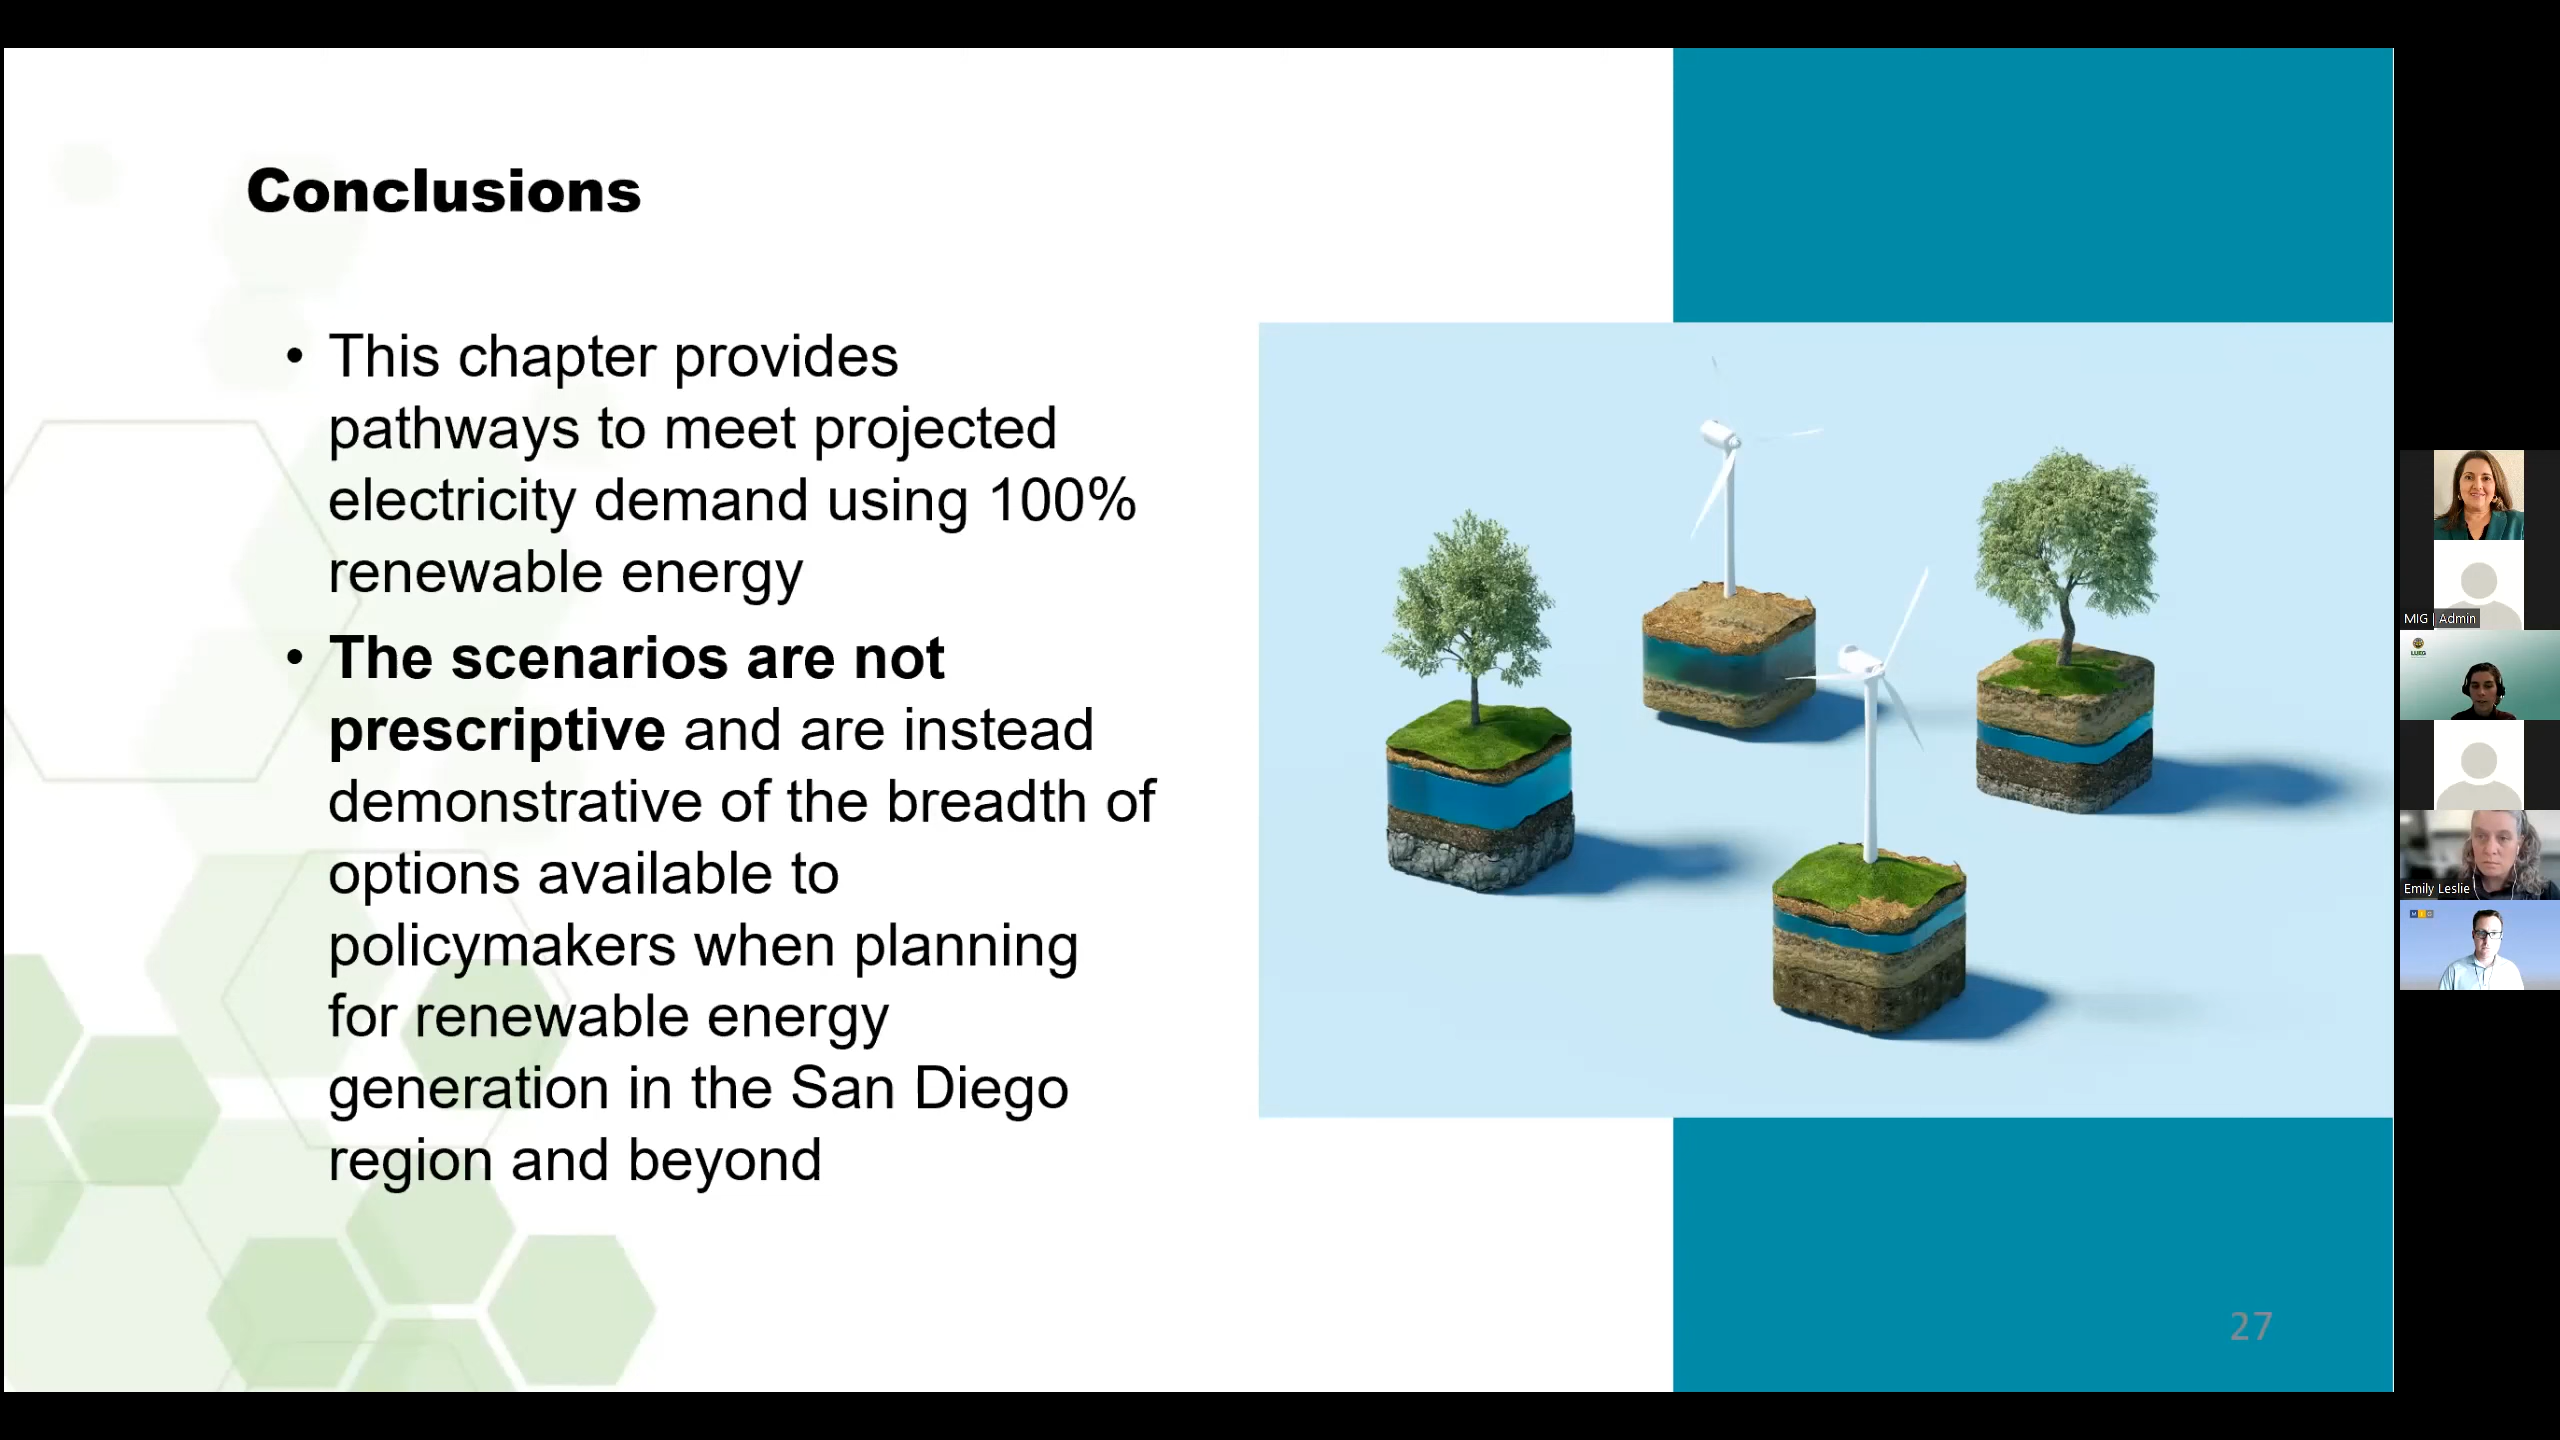 Conclusions
• This chapter provides
pathways to meet projected
electricity demand using 100%
renewable energy
• The scenarios are not
prescriptive and are instead
demonstrative of the breadth of
options available to
policymakers when planning
for renewable energy
generation in the San Diego
region and beyond
27
MIG | Admin
LUEG
Emily Leslie
MIG